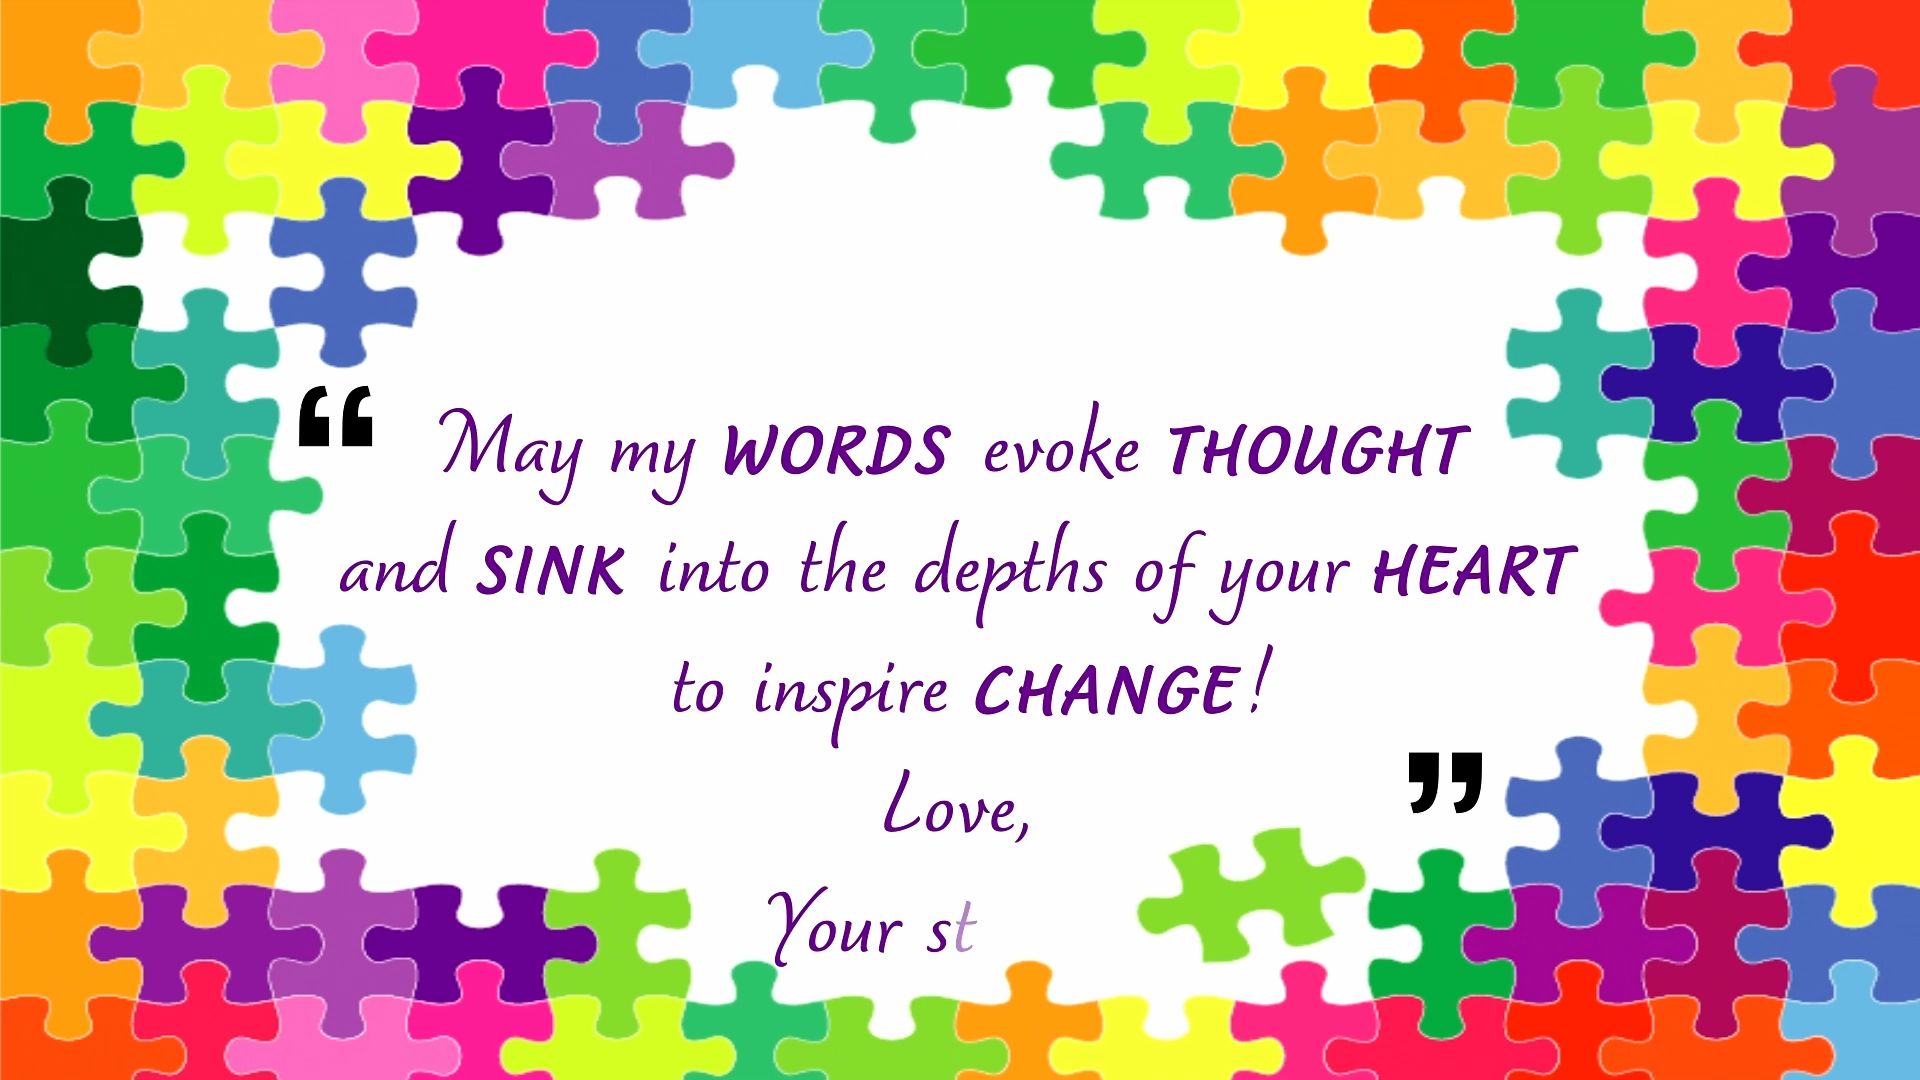 “ May my WORDS evoke THOUGHT
and SINK into the depths of your HEART
to inspire CHANGE!
Love, ”
Your st